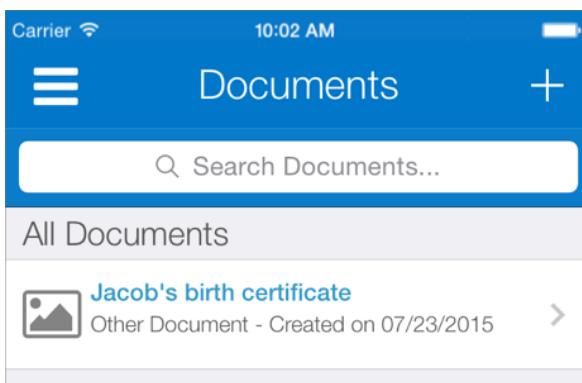 Carrier 10:02 AM
Documents
Search Documents...
All Documents
Jacob's birth certificate
Other Document - Created on 07/23/2015